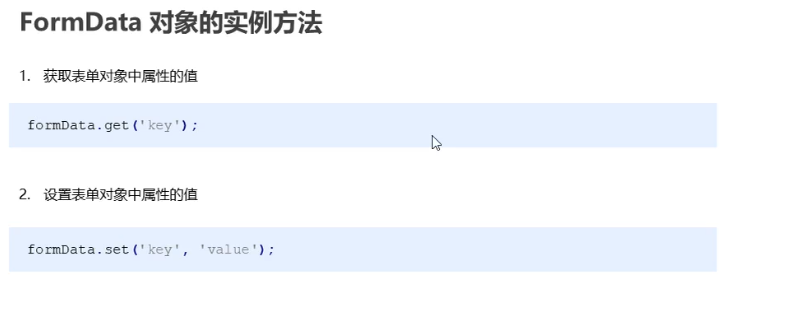 FormData 对象的实例方法
1. 获取表单对象中属性的值
formData.get('key');
2. 设置表单对象中属性的值
formData.set('key', 'value');